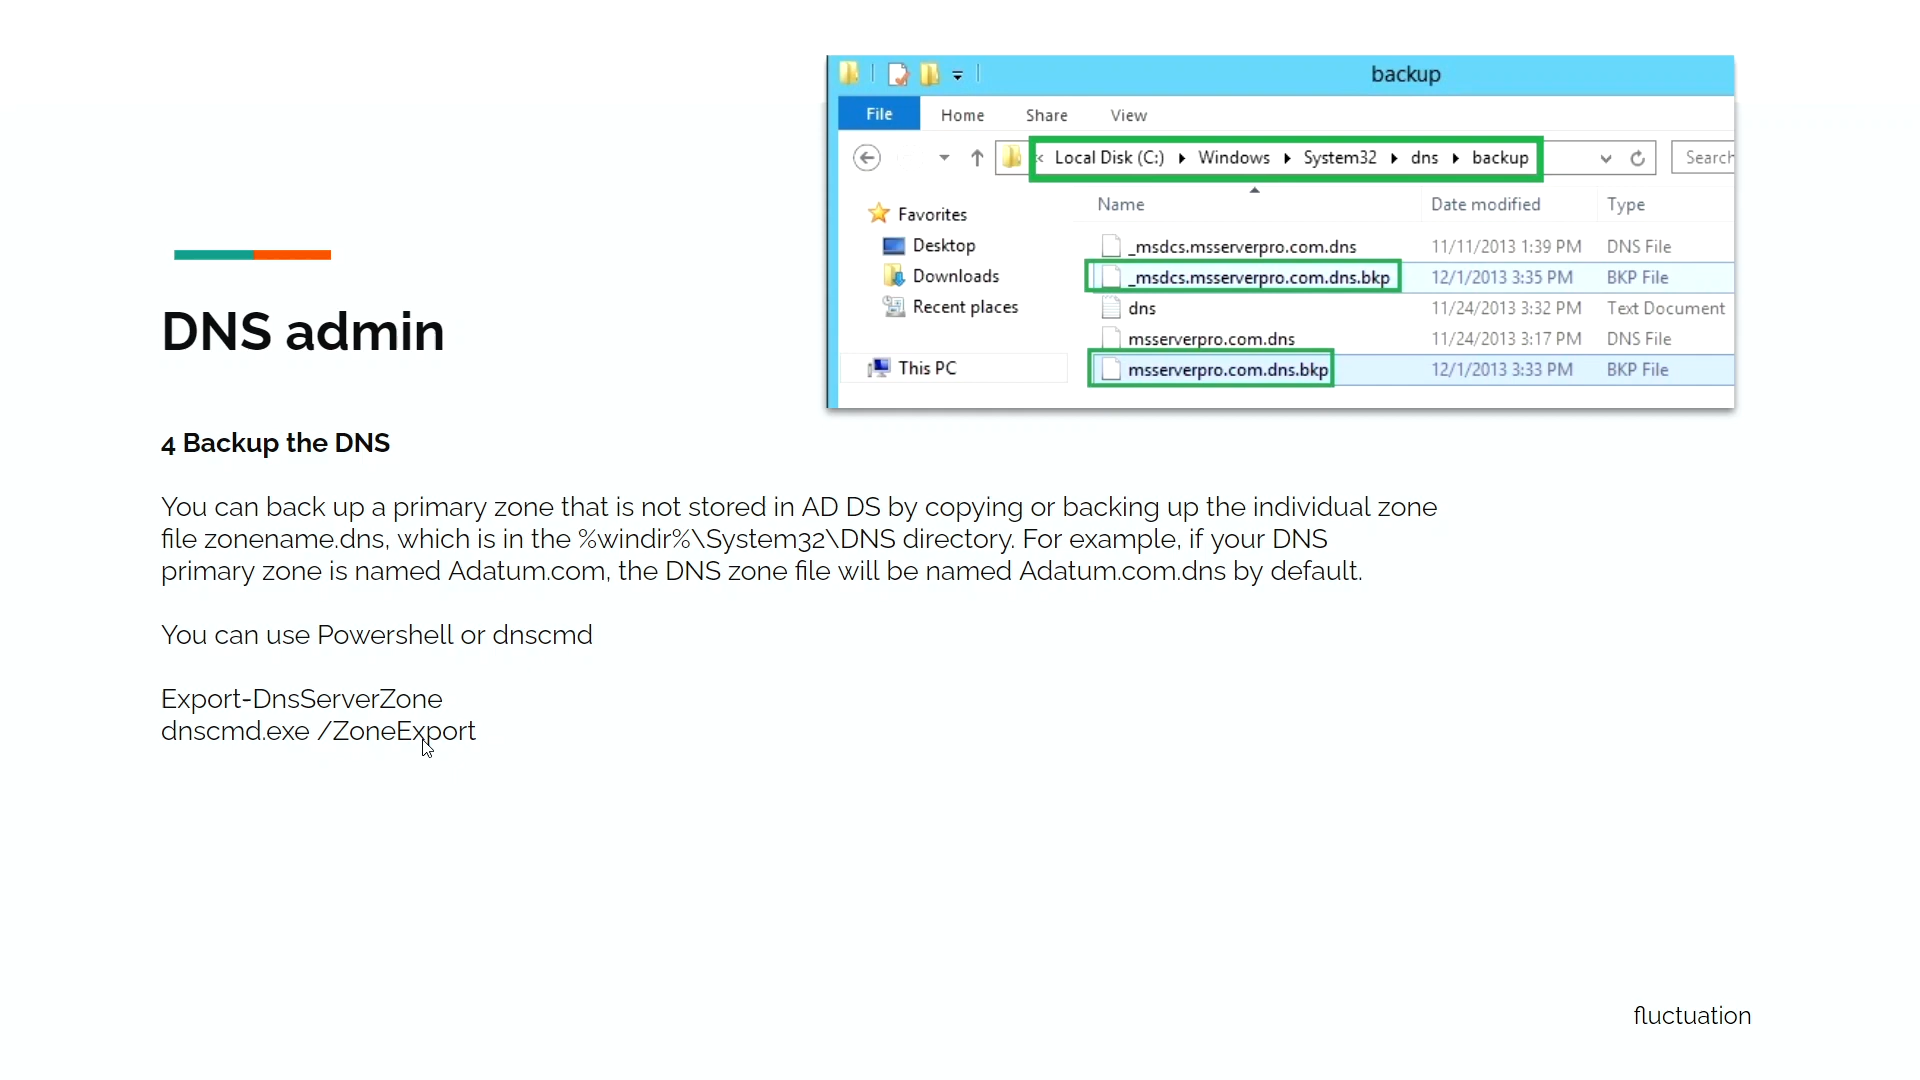 backup
File Home Share View
Local Disk (C:) Windows System32 dns backup
Search
Name Date modified Type
Favorites
Desktop
Downloads
Recent places
This PC
_msdcs.msserverpro.com.dns 11/11/2013 1:39 PM DNS File
_msdcs.msserverpro.com.dns.bkp 12/1/2013 3:35 PM BKP File
dns 11/24/2013 3:32 PM Text Document
msserverpro.com.dns 11/24/2013 3:17 PM DNS File
msserverpro.com.dns.bkp 12/1/2013 3:33 PM BKP File
DNS admin
4 Backup the DNS
You can back up a primary zone that is not stored in AD DS by copying or backing up the individual zone
file zonename.dns, which is in the %windir%\System32\DNS directory. For example, if your DNS
primary zone is named Adatum.com, the DNS zone file will be named Adatum.com.dns by default.
You can use Powershell or dnscmd
Export-DnsServerZone
dnscmd.exe /ZoneExport
fluctuation